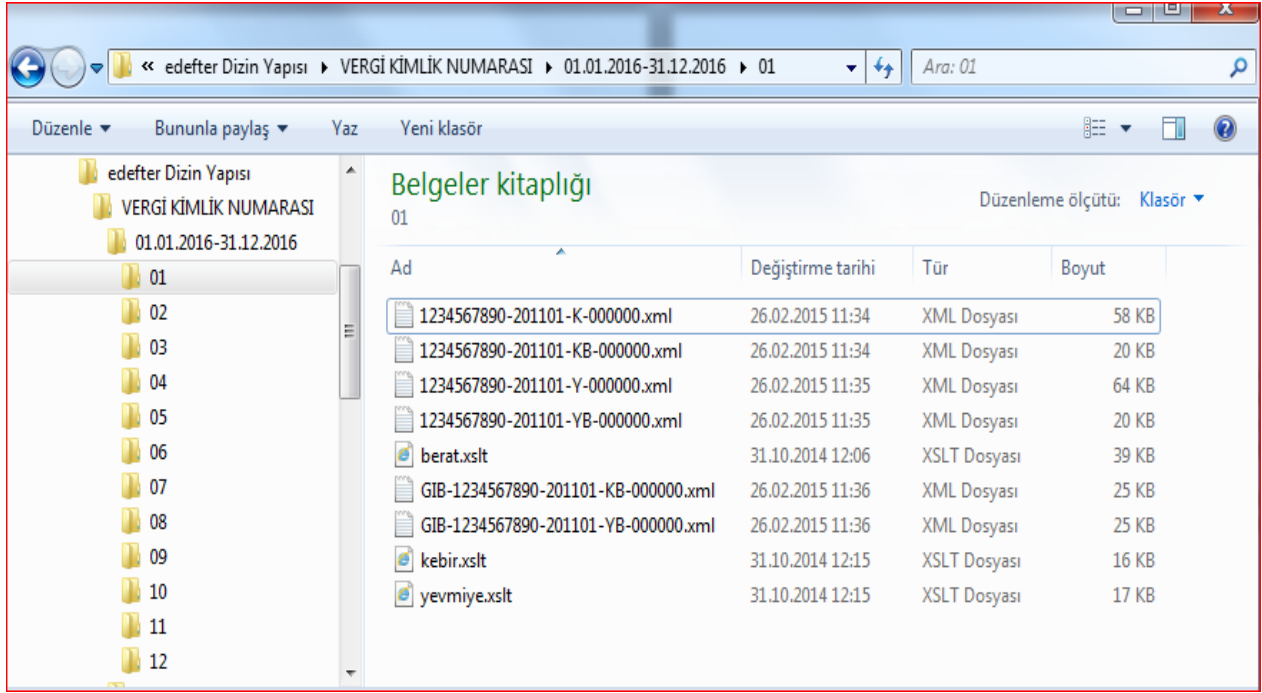 « edefter Dizin Yapısı ▸ VERGİ KİMLİK NUMARASI ▸ 01.01.2016-31.12.2016 ▸ 01
Ara: 01
Düzenle Bununla paylaş Yaz Yeni klasör
edefter Dizin Yapısı
VERGİ KİMLİK NUMARASI
01.01.2016-31.12.2016
01
02
03
04
05
06
07
08
09
10
11
12
Belgeler kitaplığı
01
Düzenleme ölçütü: Klasör
Ad Değiştirme tarihi Tür Boyut
1234567890-201101-K-000000.xml 26.02.2015 11:34 XML Dosyası 58 KB
1234567890-201101-KB-000000.xml 26.02.2015 11:34 XML Dosyası 20 KB
1234567890-201101-Y-000000.xml 26.02.2015 11:35 XML Dosyası 64 KB
1234567890-201101-YB-000000.xml 26.02.2015 11:35 XML Dosyası 20 KB
berat.xslt 31.10.2014 12:06 XSLT Dosyası 39 KB
GIB-1234567890-201101-KB-000000.xml 26.02.2015 11:36 XML Dosyası 25 KB
GIB-1234567890-201101-YB-000000.xml 26.02.2015 11:36 XML Dosyası 25 KB
kebir.xslt 31.10.2014 12:15 XSLT Dosyası 16 KB
yevmiye.xslt 31.10.2014 12:15 XSLT Dosyası 17 KB